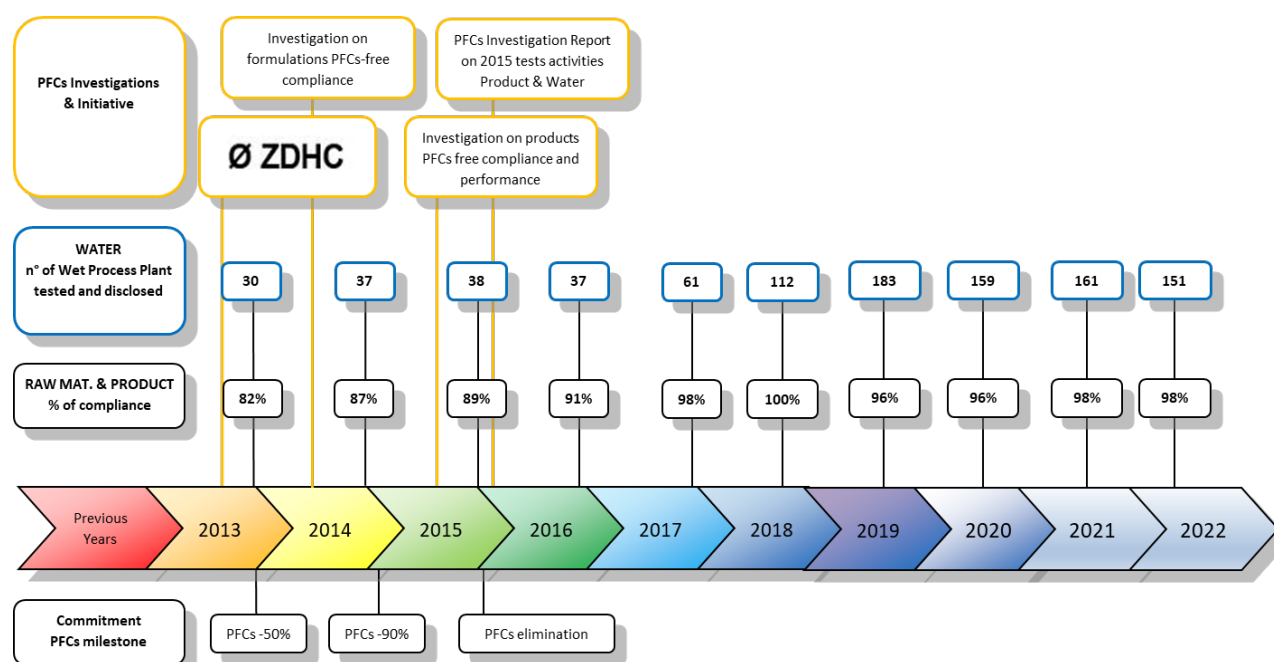 PFCs Investigations
& Initiative
Investigation on
formulations PFCs-free
compliance
PFCs Investigation Report
on 2015 tests activities
Product & Water
Ø ZDHC
Investigation on products
PFCs free compliance and
performance
WATER
n° of Wet Process Plant
tested and disclosed
30
37
38
37
61
112
183
159
161
151
RAW MAT. & PRODUCT
% of compliance
82%
87%
89%
91%
98%
100%
96%
96%
98%
98%
Previous
Years
2013
2014
2015
2016
2017
2018
2019
2020
2021
2022
Commitment
PFCs milestone
PFCs -50%
PFCs -90%
PFCs elimination